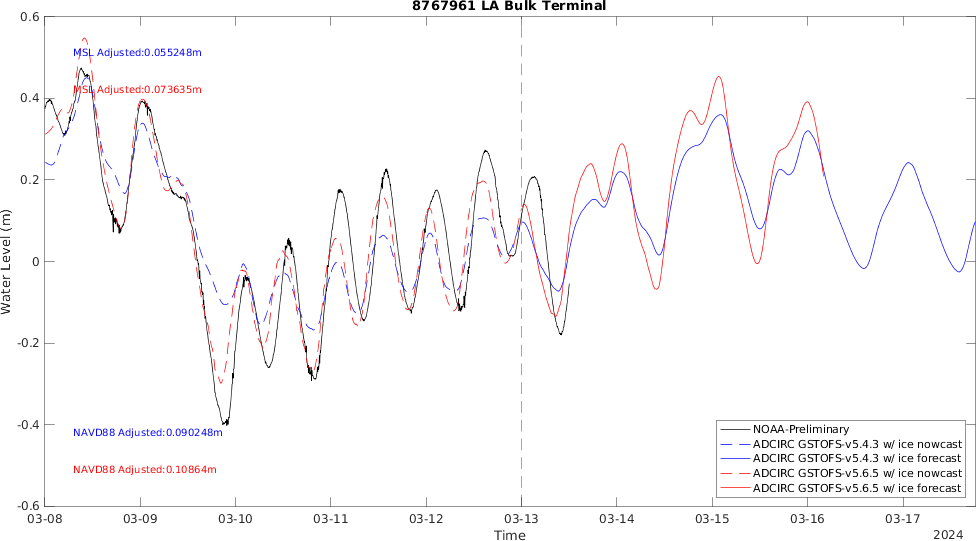 8767961 LA Bulk Terminal
0.6
MSL Adjusted:0.055248m
MSL Adjusted:0.073635m
0.4
0.2
0
-0.2
-0.4
-0.6
Water Level (m)
NAVD88 Adjusted:0.090248m
NAVD88 Adjusted:0.10864m
NOAA-Preliminary
ADCIRC GSTOFS-v5.4.3 w/ ice nowcast
ADCIRC GSTOFS-v5.4.3 w/ ice forecast
ADCIRC GSTOFS-v5.6.5 w/ ice nowcast
ADCIRC GSTOFS-v5.6.5 w/ ice forecast
03-08 03-09 03-10 03-11 03-12 03-13 03-14 03-15 03-16 03-17
Time
2024